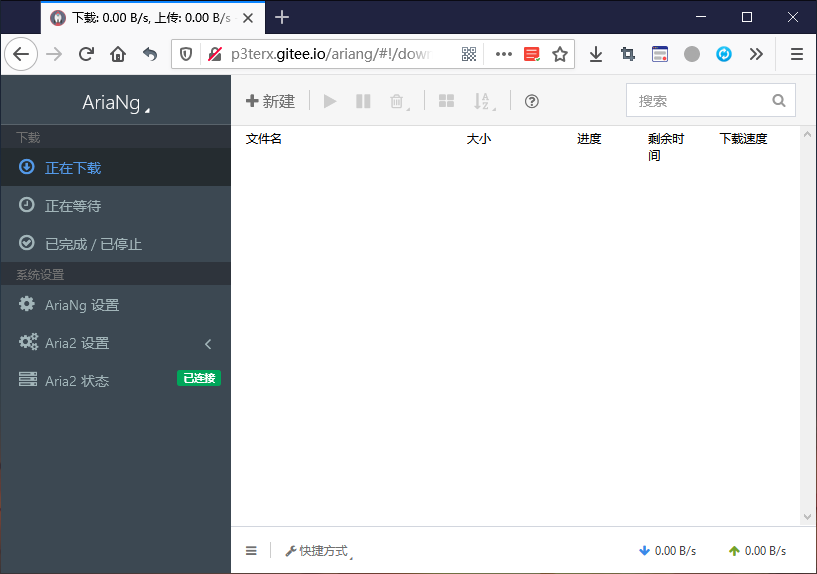 下载: 0.00 B/s, 上传: 0.00 B/s
p3terx.gitee.io/ariang/#!/dow
AriaNg
新建
搜索
下载
正在下载
正在等待
已完成 / 已停止
系统设置
AriaNg 设置
Aria2 设置
Aria2 状态
已连接
文件名
大小
进度
剩余时
间
下载速度
快捷方式
0.00 B/s
0.00 B/s